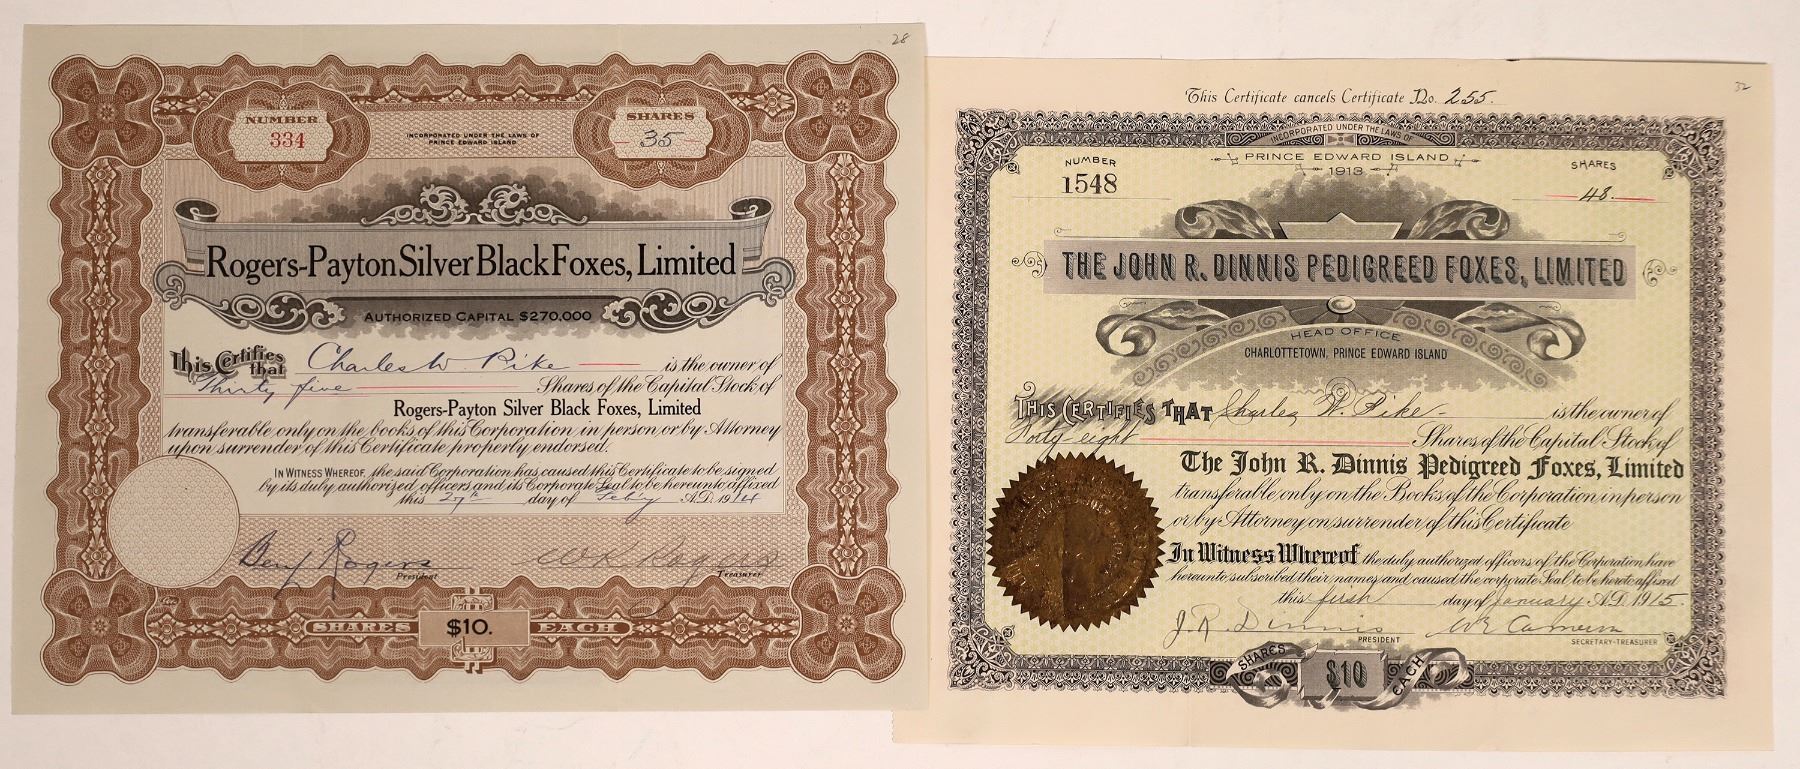 28
NUMBER
334
INCORPORATED UNDER THE LAWS OF
PRINCE EDWARD ISLAND
SHARES
35
Rogers-Payton Silver Black Foxes, Limited
AUTHORIZED CAPITAL $270,000
This Certifies that Charles W. Pike is the owner of
Thirty five Shares of the Capital Stock of
Rogers-Payton Silver Black Foxes, Limited
transferable only on the books of this Corporation in person or by Attorney
upon surrender of this Certificate properly endorsed.
IN WITNESS WHEREOF, the said Corporation has caused this Certificate to be signed
by its duly authorized officers and its Corporate Seal to be hereunto affixed
this 27th day of Feb'y A.D. 1914
Benj Rogers
President
W K Rogers
Treasurer
SHARES $10. EACH
32
This Certificate cancels Certificate No. 255.
INCORPORATED UNDER THE LAWS OF
PRINCE EDWARD ISLAND
1913
NUMBER
1548
SHARES
48.
THE JOHN R. DINNIS PEDIGREED FOXES, LIMITED
HEAD OFFICE
CHARLOTTETOWN, PRINCE EDWARD ISLAND
THIS CERTIFIES THAT Charles W. Pike is the owner of
Forty eight Shares of the Capital Stock of
The John R. Dinnis Pedigreed Foxes, Limited
transferable only on the Books of the Corporation in person
or by Attorney on surrender of this Certificate
In Witness Whereof the duly authorized officers of the Corporation have
hereunto subscribed their names and caused the corporate Seal to be hereto affixed
this first day of January A.D. 1915.
J. R. Dinnis
PRESIDENT
Cameron
SECRETARY-TREASURER
SHARES $10 EACH